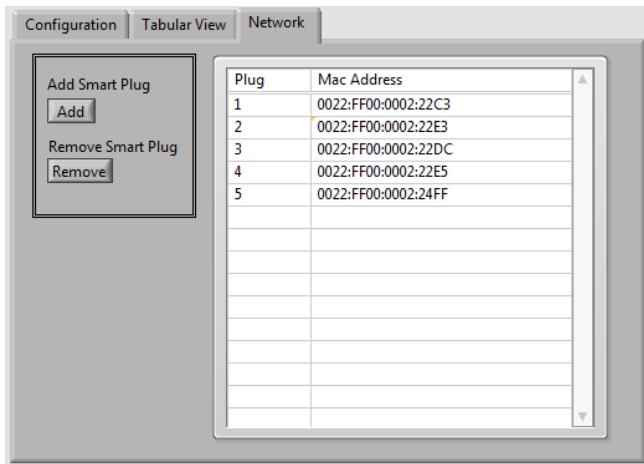 Configuration Tabular View Network
Add Smart Plug
Add
Remove Smart Plug
Remove
Plug Mac Address
1 0022:FF00:0002:22C3
2 0022:FF00:0002:22E3
3 0022:FF00:0002:22DC
4 0022:FF00:0002:22E5
5 0022:FF00:0002:24FF